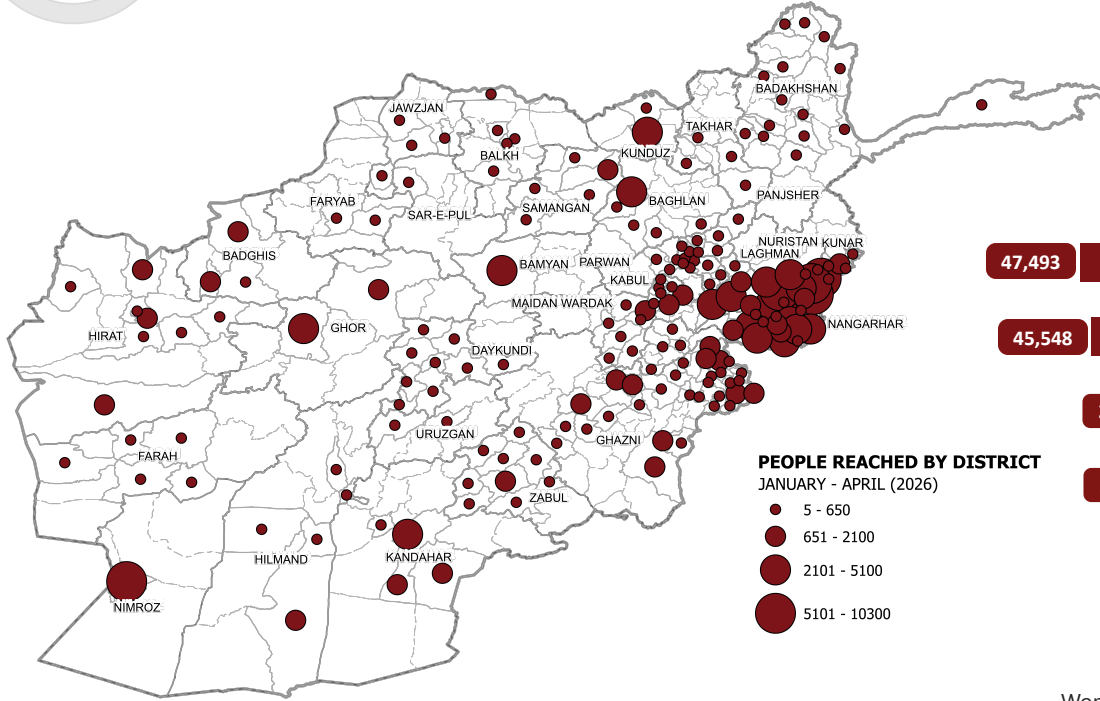 BADAKHSHAN
JAWZJAN
TAKHAR
KUNDUZ
BALKH
PANJSHER
FARYAB
SAMANGAN
BAGHLAN
SAR-E-PUL
NURISTAN KUNAR
BADGHIS
LAGHMAN
BAMYAN
PARWAN
KABUL
47,493
MAIDAN WARDAK
GHOR
NANGARHAR
HIRAT
45,548
DAYKUNDI
URUZGAN
GHAZNI
FARAH
PEOPLE REACHED BY DISTRICT
JANUARY - APRIL (2026)
ZABUL
5 - 650
651 - 2100
HILMAND
KANDAHAR
2101 - 5100
NIMROZ
5101 - 10300